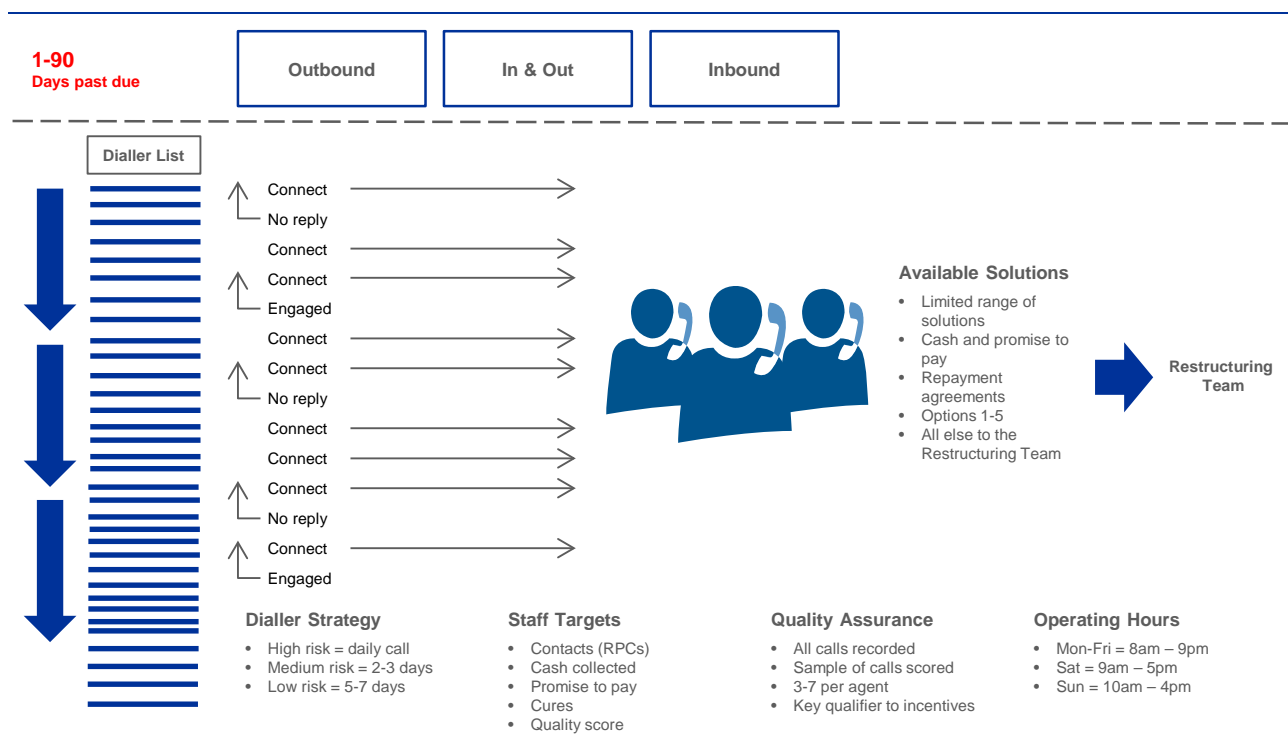 1-90
Days past due
Outbound
In & Out
Inbound
Dialler List
Connect
No reply
Connect
Connect
Engaged
Connect
Connect
No reply
Connect
Connect
Connect
No reply
Connect
Engaged
Available Solutions
• Limited range of
solutions
• Cash and promise to
pay
• Repayment
agreements
• Options 1-5
• All else to the
Restructuring Team
Restructuring
Team
Dialler Strategy
• High risk = daily call
• Medium risk = 2-3 days
• Low risk = 5-7 days
Staff Targets
• Contacts (RPCs)
• Cash collected
• Promise to pay
• Cures
• Quality score
Quality Assurance
• All calls recorded
• Sample of calls scored
• 3-7 per agent
• Key qualifier to incentives
Operating Hours
• Mon-Fri = 8am – 9pm
• Sat = 9am – 5pm
• Sun = 10am – 4pm